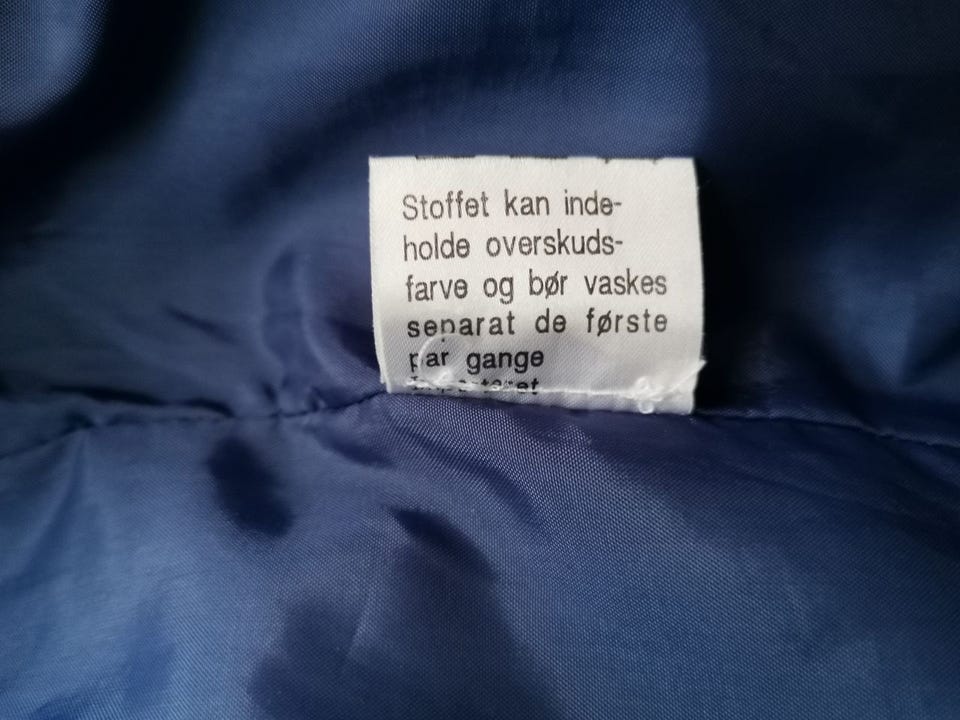 Stoffet kan inde-
holde overskuds-
farve og bør vaskes
separat de første
par gange